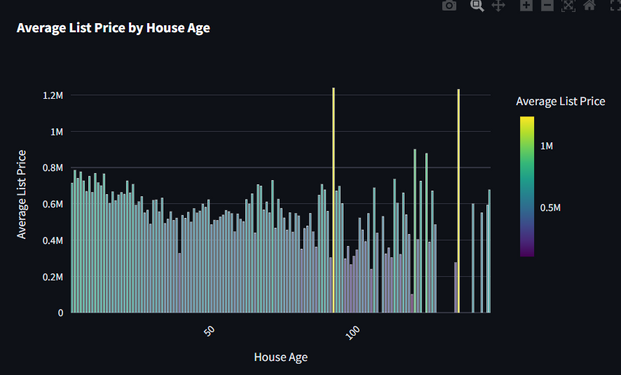 Average List Price by House Age
Average List Price
1.2M
1M
0.8M
0.6M
0.4M
0.2M
0
50
100
House Age
Average List Price
1M
0.5M